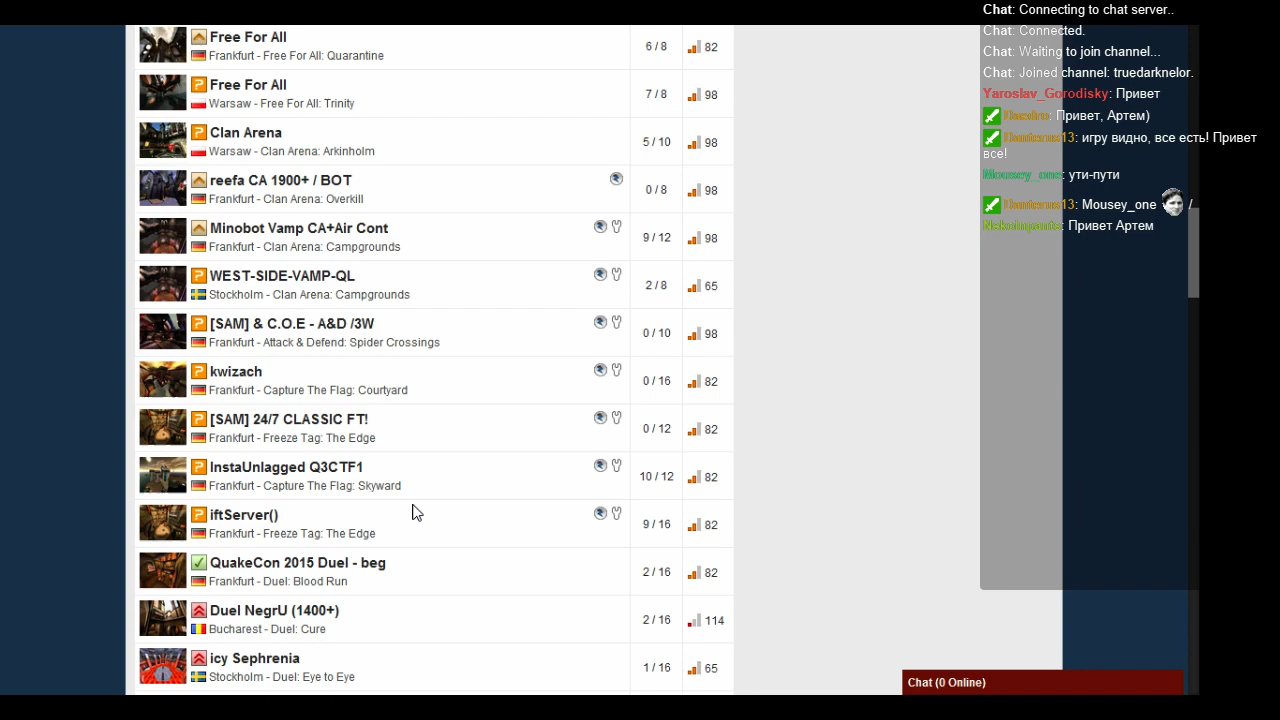 Free For All
Frankfurt - Free For All: Quarantine
6 / 8
82
Free For All
Warsaw - Free For All: Trinity
7 / 8
98
Clan Arena
Warsaw - Clan Arena: Arkinholm
5 / 10
98
reefa CA 1900+ / BOT
Frankfurt - Clan Arena: Overkill
0 / 8
98
Minobot Vamp CA+Air Cont
Frankfurt - Clan Arena: Campgrounds
9 / 12
98
WEST-SIDE-VAMP-QL
Stockholm - Clan Arena: Campgrounds
2 / 8
65
[SAM] & C.O.E - A&D /3W
Frankfurt - Attack & Defend: Spider Crossings
0 / 10
98
kwizach
Frankfurt - Capture The Flag: Courtyard
0 / 16
82
[SAM] 24/7 CLASSIC FT!
Frankfurt - Freeze Tag: The Edge
0 / 12
82
InstaUnlagged Q3CTF1
Frankfurt - Capture The Flag: Skyward
10 / 12
82
iftServer()
Frankfurt - Freeze Tag: The Edge
9 / 16
82
QuakeCon 2015 Duel - beg
Frankfurt - Duel: Blood Run
2 / 16
82
Duel NegrU (1400+)
Bucharest - Duel: Cure
2 / 16
114
icy Sephrenia
Stockholm - Duel: Eye to Eye
1 / 16
65
Chat: Connecting to chat server..
Chat: Connected.
Chat: Waiting to join channel...
Chat: Joined channel: truedarknelor.
Yaroslav_Gorodisky: Привет
: Привет, Артем)
: игру видно, все есть! Привет
все!
Mousey_one: ути-пути
: Mousey_one /
: Привет Артем
Chat (0 Online)